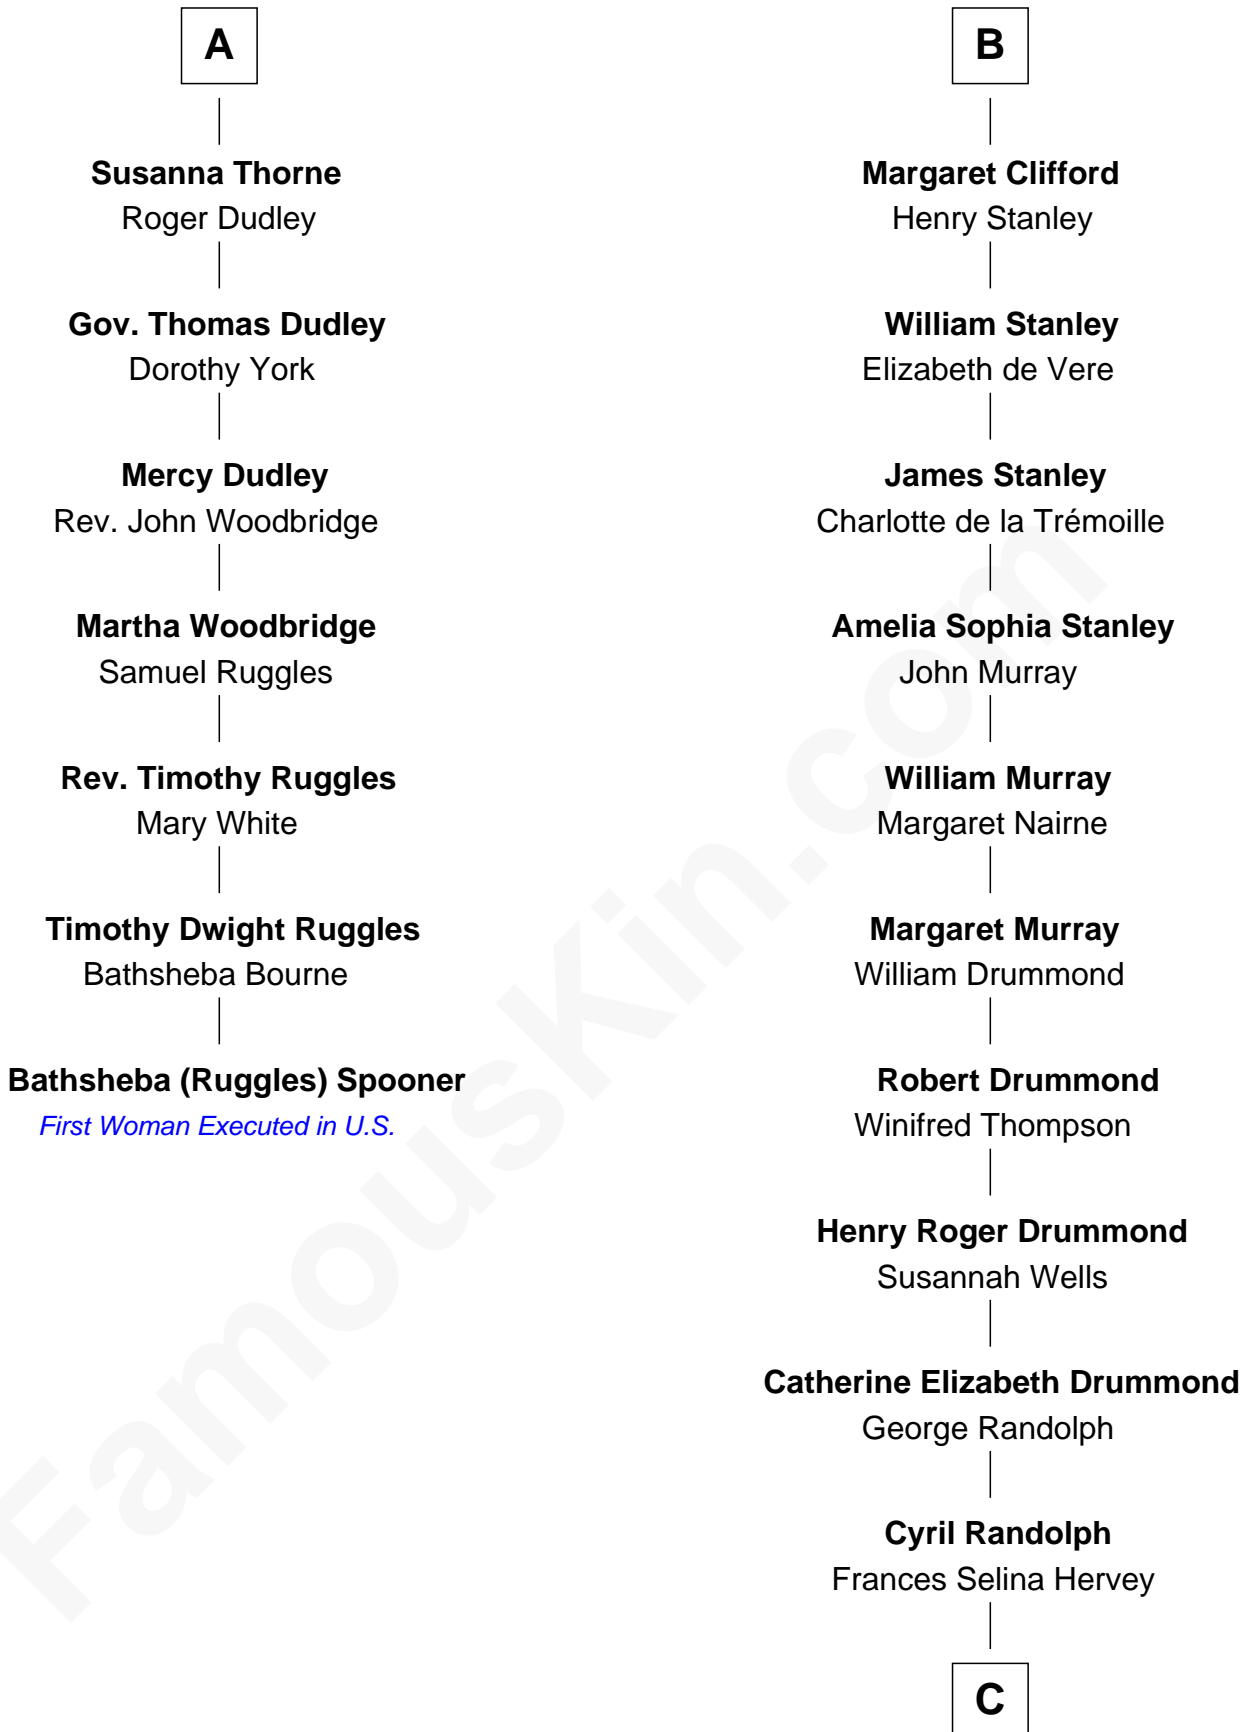 A
Susanna Thorne
Roger Dudley
Gov. Thomas Dudley
Dorothy York
Mercy Dudley
Rev. John Woodbridge
Martha Woodbridge
Samuel Ruggles
Rev. Timothy Ruggles
Mary White
Timothy Dwight Ruggles
Bathsheba Bourne
Bathsheba (Ruggles) Spooner
First Woman Executed in U.S.
B
Margaret Clifford
Henry Stanley
William Stanley
Elizabeth de Vere
James Stanley
Charlotte de la Trémoille
Amelia Sophia Stanley
John Murray
William Murray
Margaret Nairne
Margaret Murray
William Drummond
Robert Drummond
Winifred Thompson
Henry Roger Drummond
Susannah Wells
Catherine Elizabeth Drummond
George Randolph
Cyril Randolph
Frances Selina Hervey
C
FamousKin.com